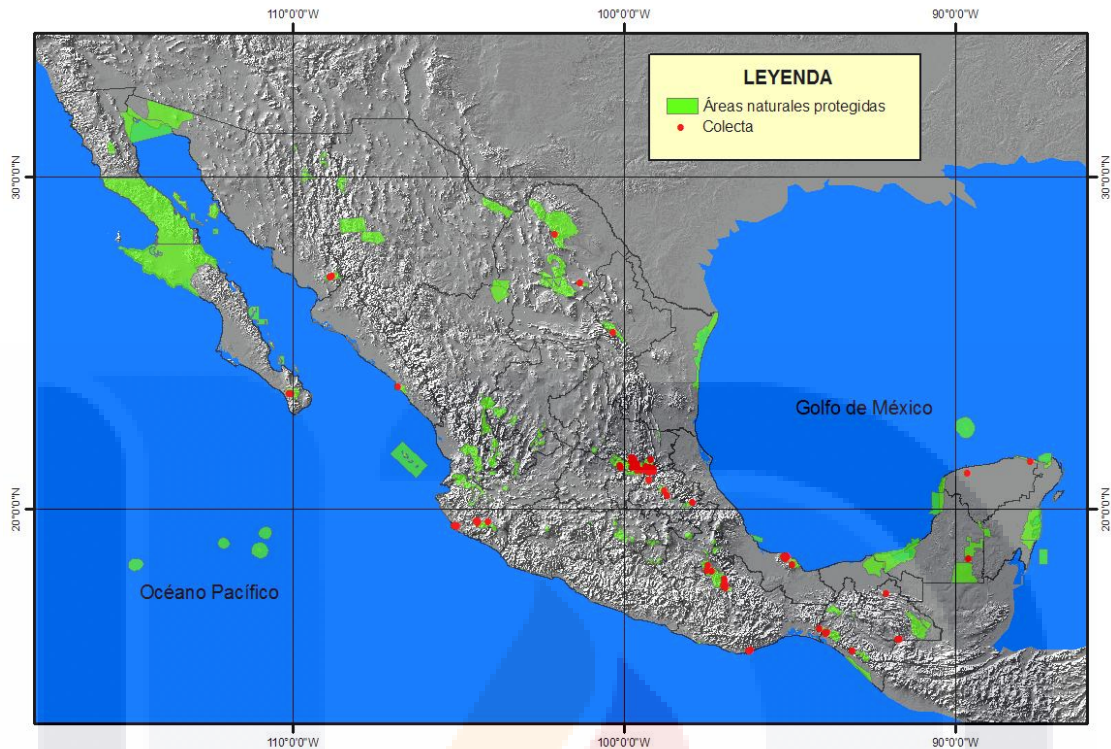 110°0'0"W 100°0'0"W 90°0'0"W
LEYENDA
Áreas naturales protegidas
Colecta
30°0'0"N 30°0'0"N
Golfo de México
20°0'0"N 20°0'0"N
Océano Pacífico
110°0'0"W 100°0'0"W 90°0'0"W